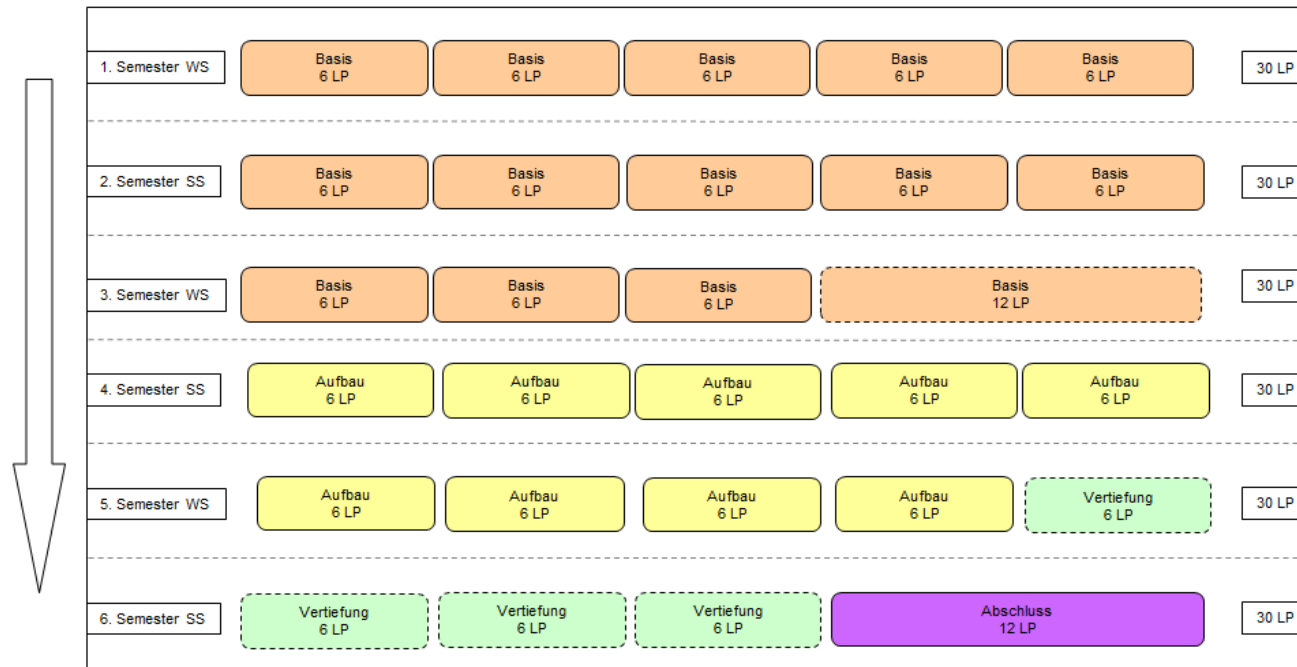 1. Semester WS
Basis
6 LP
Basis
6 LP
Basis
6 LP
Basis
6 LP
Basis
6 LP
30 LP
2. Semester SS
Basis
6 LP
Basis
6 LP
Basis
6 LP
Basis
6 LP
Basis
6 LP
30 LP
3. Semester WS
Basis
6 LP
Basis
6 LP
Basis
6 LP
Basis
12 LP
30 LP
4. Semester SS
Aufbau
6 LP
Aufbau
6 LP
Aufbau
6 LP
Aufbau
6 LP
Aufbau
6 LP
30 LP
5. Semester WS
Aufbau
6 LP
Aufbau
6 LP
Aufbau
6 LP
Aufbau
6 LP
Vertiefung
6 LP
30 LP
6. Semester SS
Vertiefung
6 LP
Vertiefung
6 LP
Vertiefung
6 LP
Abschluss
12 LP
30 LP